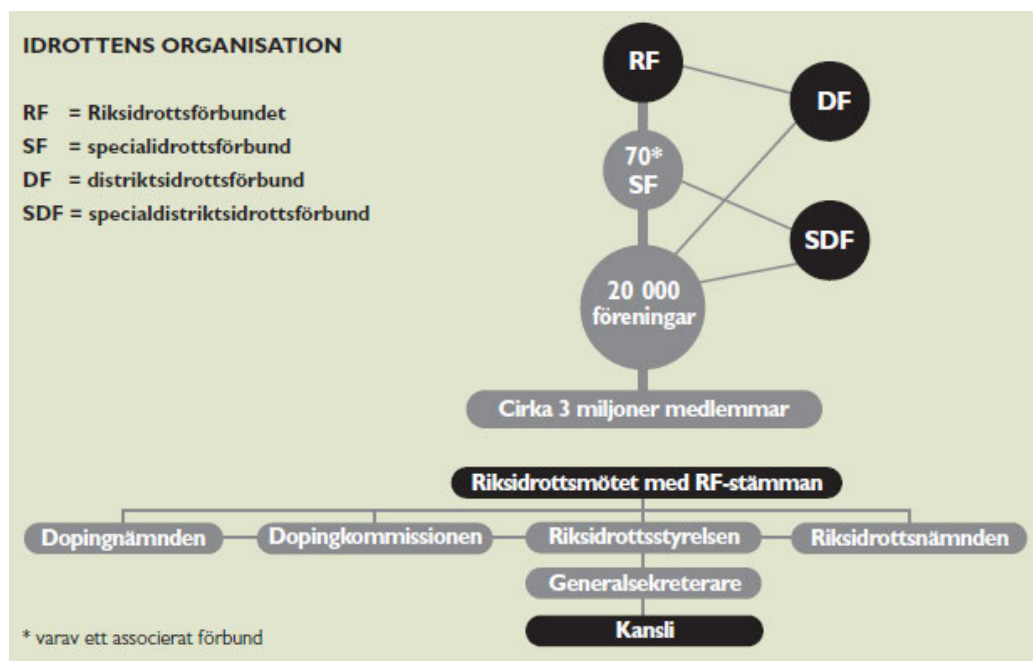 IDROTTENS ORGANISATION
RF = Riksidrottsförbundet
SF = specialidrottsförbund
DF = distriktsidrottsförbund
SDF = specialdistriktsidrottsförbund
RF
DF
70*
SF
SDF
20 000
föreningar
Cirka 3 miljoner medlemmar
Riksidrottsmötet med RF-stämman
Dopingnämnden
Dopingkommissionen
Riksidrottsstyrelsen
Riksidrottsnämnden
Generalsekreterare
Kansli
* varav ett associerat förbund